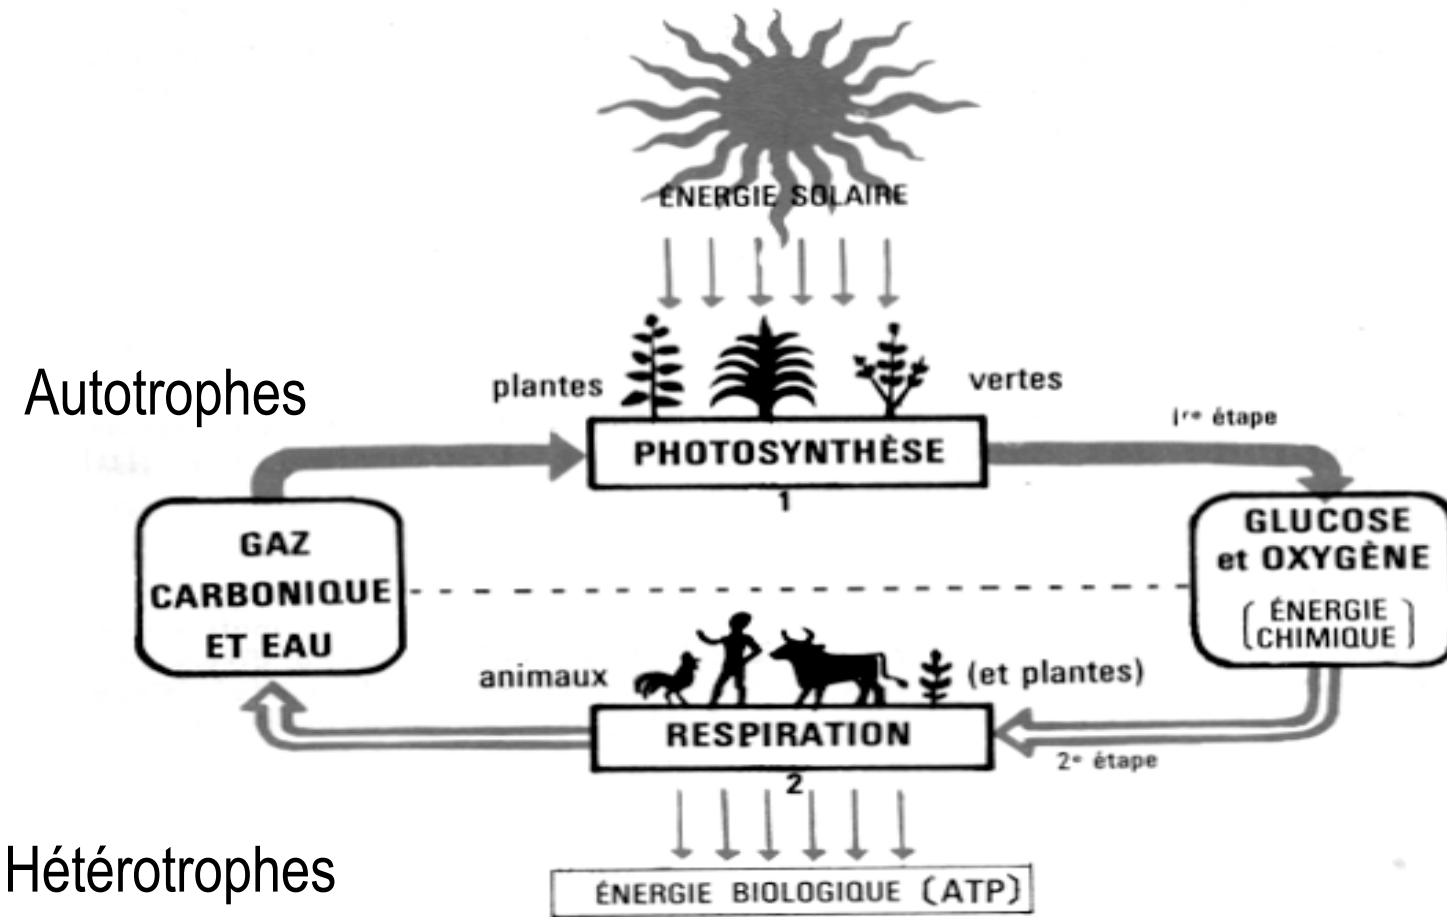 ÉNERGIE SOLAIRE
Autotrophes
plantes
vertes
1re étape
PHOTOSYNTHÈSE
1
GAZ
CARBONIQUE
ET EAU
GLUCOSE
et OXYGÈNE
(ÉNERGIE
CHIMIQUE)
animaux
(et plantes)
RESPIRATION
2
2e étape
Hétérotrophes
ÉNERGIE BIOLOGIQUE (ATP)